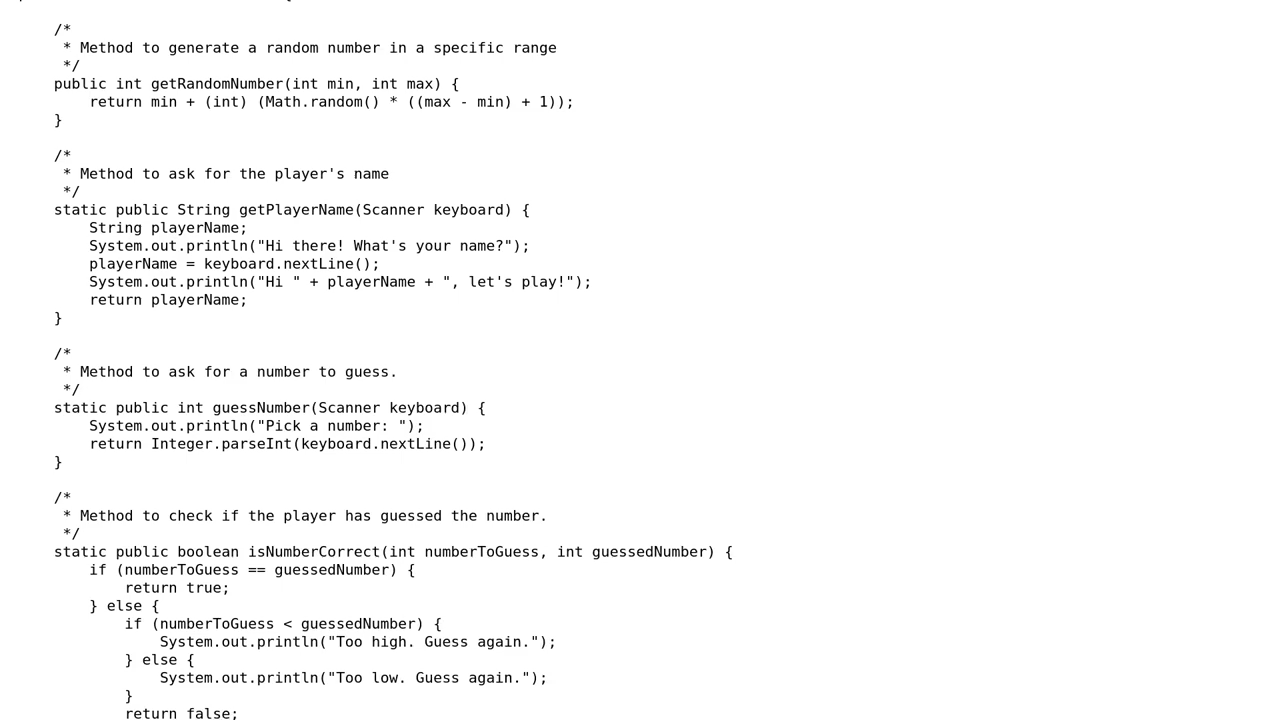 /*
     * Method to generate a random number in a specific range
     */
    public int getRandomNumber(int min, int max) {
        return min + (int) (Math.random() * ((max - min) + 1));
    }

    /*
     * Method to ask for the player's name
     */
    static public String getPlayerName(Scanner keyboard) {
        String playerName;
        System.out.println("Hi there! What's your name?");
        playerName = keyboard.nextLine();
        System.out.println("Hi " + playerName + ", let's play!");
        return playerName;
    }

    /*
     * Method to ask for a number to guess.
     */
    static public int guessNumber(Scanner keyboard) {
        System.out.println("Pick a number: ");
        return Integer.parseInt(keyboard.nextLine());
    }

    /*
     * Method to check if the player has guessed the number.
     */
    static public boolean isNumberCorrect(int numberToGuess, int guessedNumber) {
        if (numberToGuess == guessedNumber) {
            return true;
        } else {
            if (numberToGuess < guessedNumber) {
                System.out.println("Too high. Guess again.");
            } else {
                System.out.println("Too low. Guess again.");
            }
            return false;